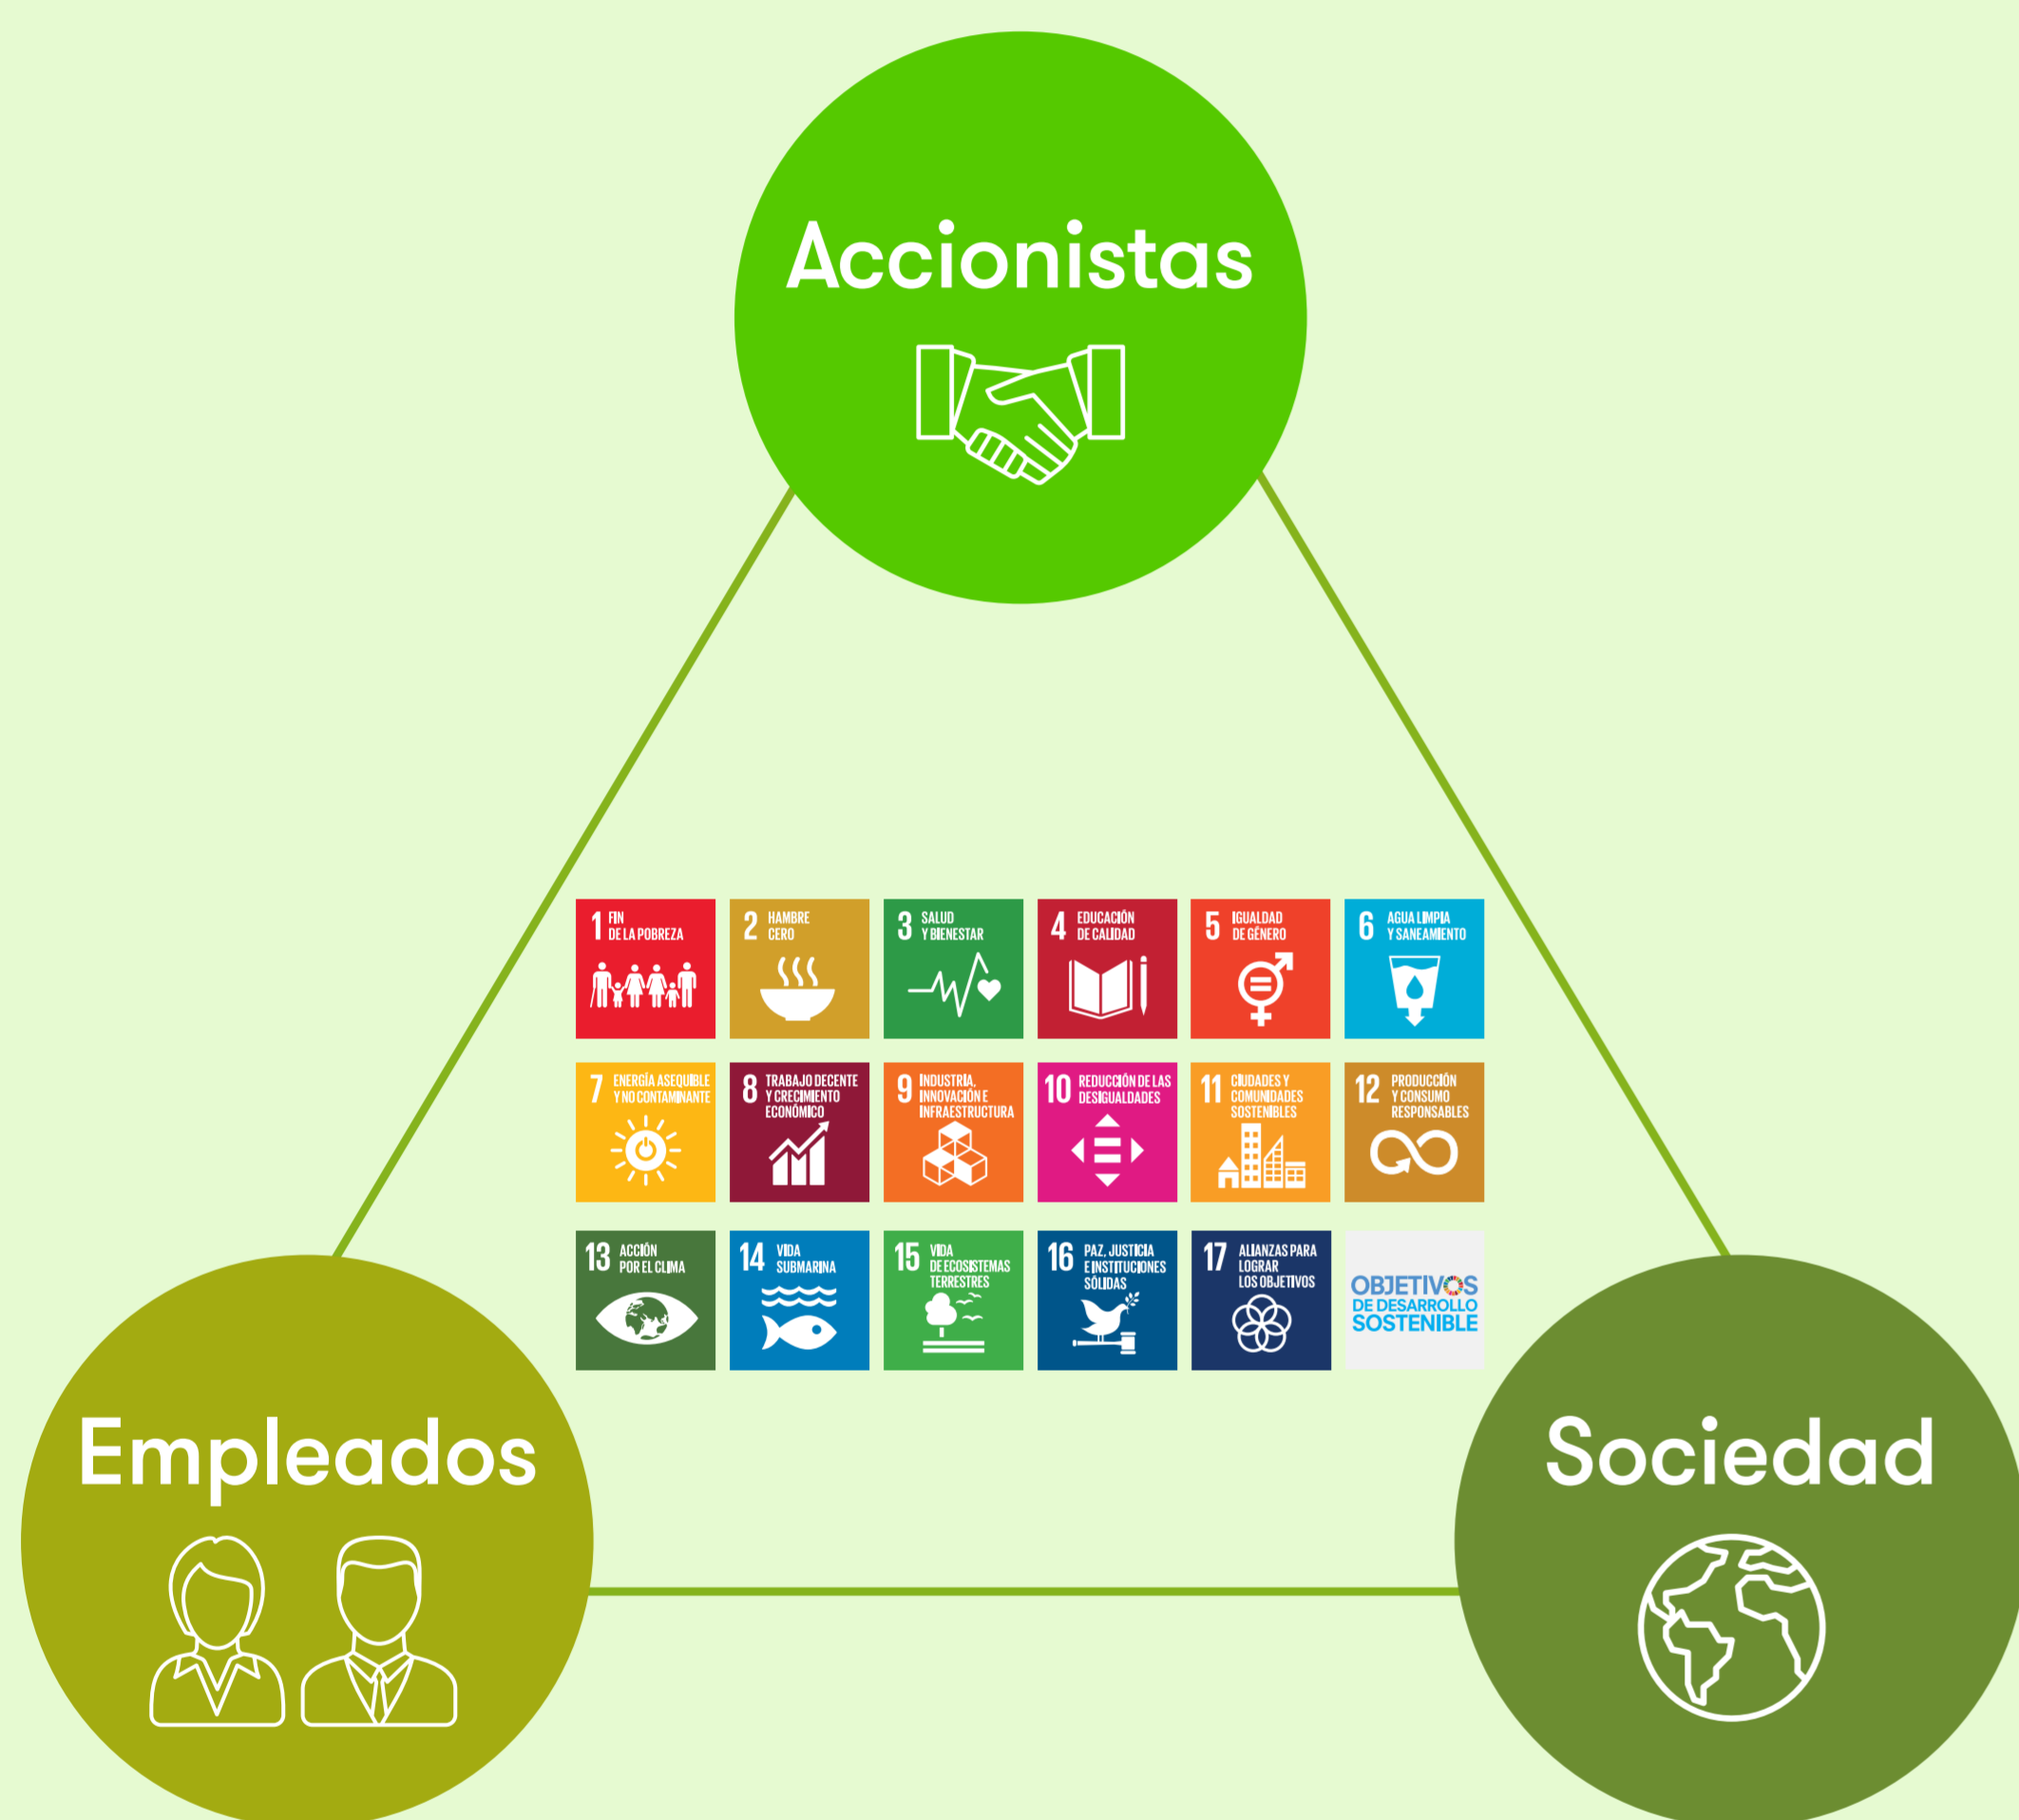 Accionistas
1 FIN
DE LA POBREZA
2 HAMBRE
CERO
3 SALUD
Y BIENESTAR
4 EDUCACIÓN
DE CALIDAD
5 IGUALDAD
DE GÉNERO
6 AGUA LIMPIA
Y SANEAMIENTO
7 ENERGÍA ASEQUIBLE
Y NO CONTAMINANTE
8 TRABAJO DECENTE
Y CRECIMIENTO
ECONÓMICO
9 INDUSTRIA,
INNOVACIÓN E
INFRAESTRUCTURA
10 REDUCCIÓN DE LAS
DESIGUALDADES
11 CIUDADES Y
COMUNIDADES
SOSTENIBLES
12 PRODUCCIÓN
Y CONSUMO
RESPONSABLES
13 ACCIÓN
POR EL CLIMA
14 VIDA
SUBMARINA
15 VIDA
DE ECOSISTEMAS
TERRESTRES
16 PAZ, JUSTICIA
E INSTITUCIONES
SÓLIDAS
17 ALIANZAS PARA
LOGRAR
LOS OBJETIVOS
OBJETIVOS
DE DESARROLLO
SOSTENIBLE
Empleados
Sociedad